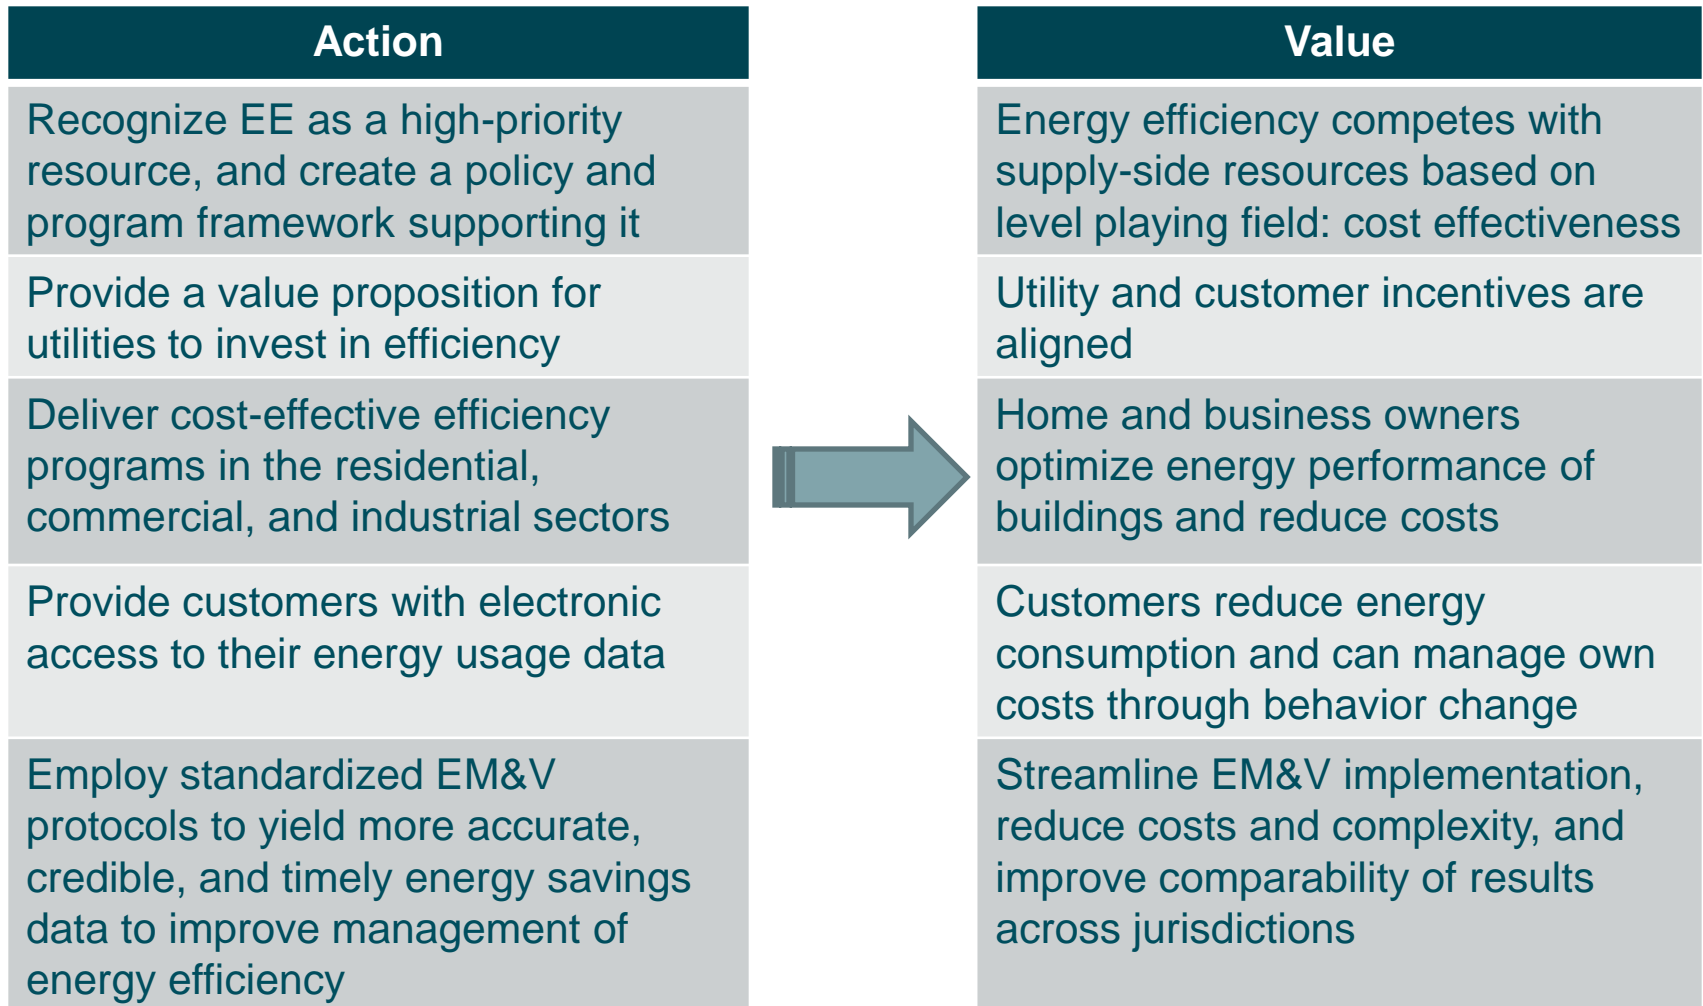 Action
Recognize EE as a high-priority
resource, and create a policy and
program framework supporting it
Provide a value proposition for
utilities to invest in efficiency
Deliver cost-effective efficiency
programs in the residential,
commercial, and industrial sectors
Provide customers with electronic
access to their energy usage data
Employ standardized EM&V
protocols to yield more accurate,
credible, and timely energy savings
data to improve management of
energy efficiency
Value
Energy efficiency competes with
supply-side resources based on
level playing field: cost effectiveness
Utility and customer incentives are
aligned
Home and business owners
optimize energy performance of
buildings and reduce costs
Customers reduce energy
consumption and can manage own
costs through behavior change
Streamline EM&V implementation,
reduce costs and complexity, and
improve comparability of results
across jurisdictions